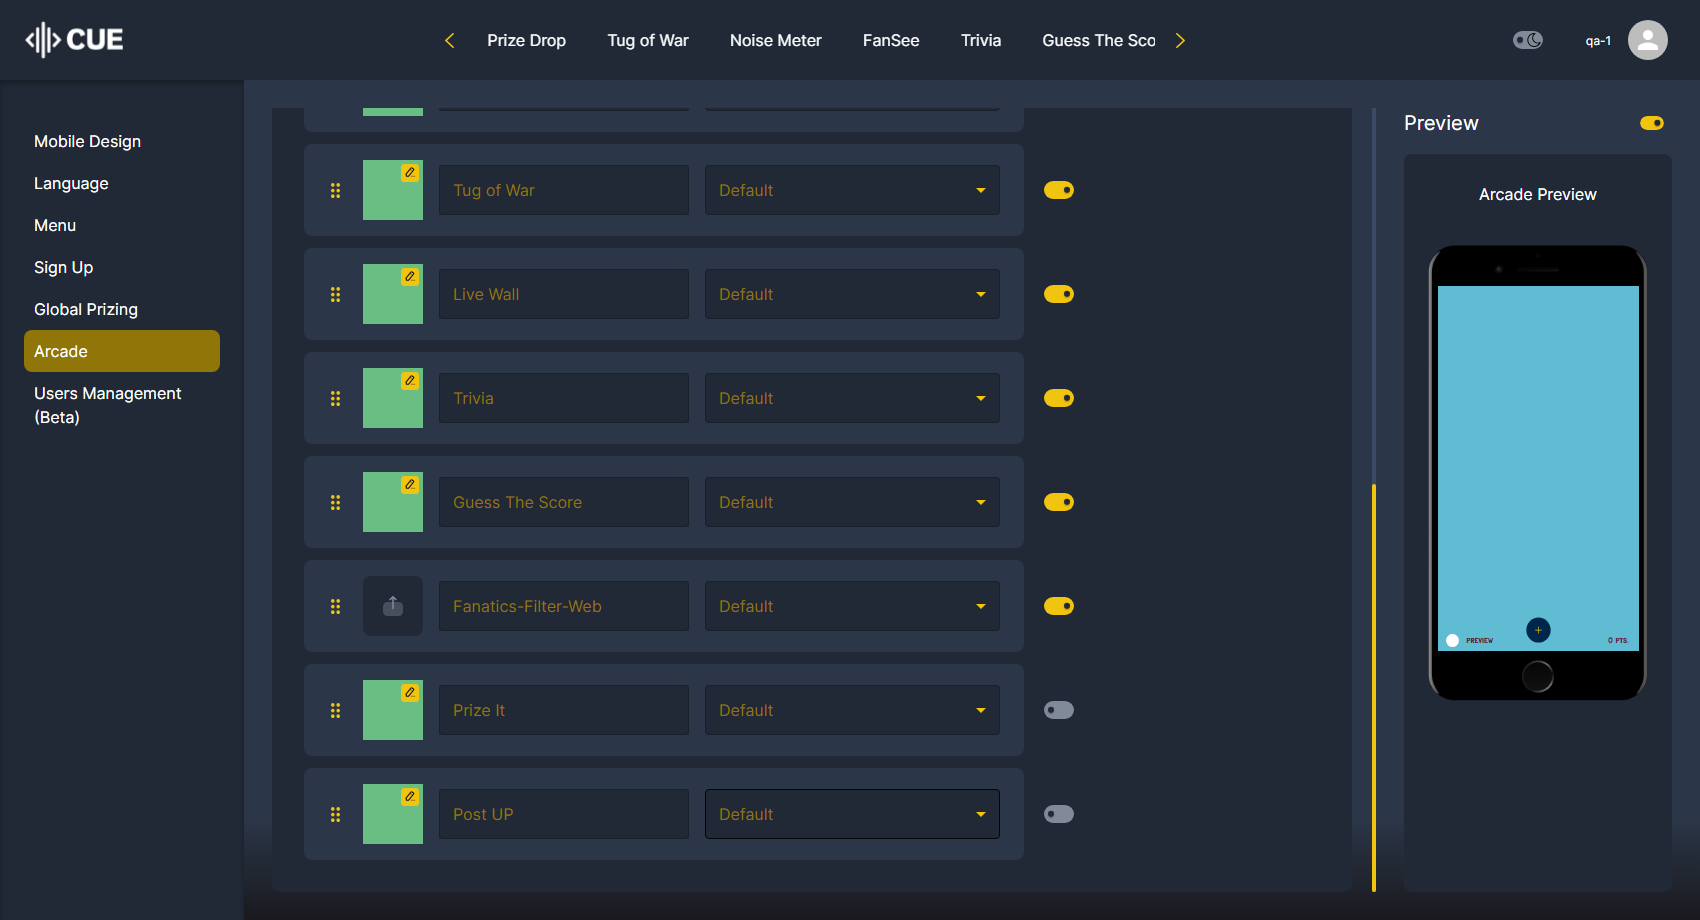 CUE
Prize Drop
Tug of War
Noise Meter
FanSee
Trivia
Guess The Sco
qa-1
Mobile Design
Language
Menu
Sign Up
Global Prizing
Arcade
Users Management
(Beta)
Tug of War
Default
Live Wall
Default
Trivia
Default
Guess The Score
Default
Fanatics-Filter-Web
Default
Prize It
Default
Post UP
Default
Preview
Arcade Preview
PREVIEW
0 PTS.